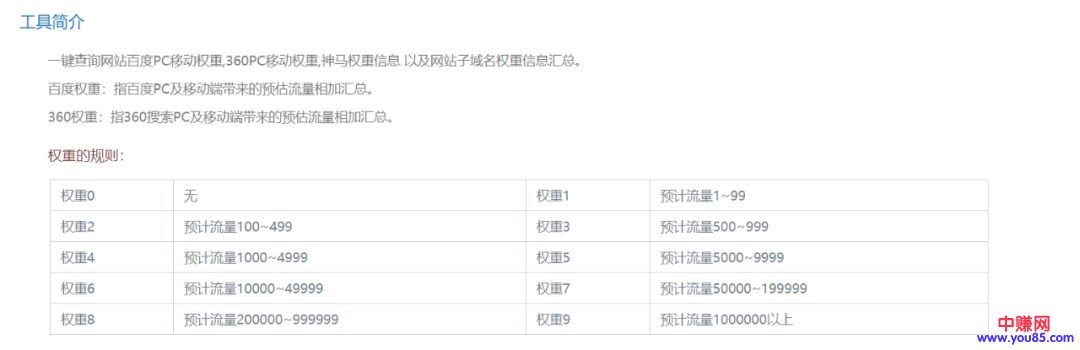 工具简介
一键查询网站百度PC移动权重,360PC移动权重,神马权重信息 以及网站子域名权重信息汇总。
百度权重：指百度PC及移动端带来的预估流量相加汇总。
360权重：指360搜索PC及移动端带来的预估流量相加汇总。
权重的规则：
权重0 无 权重1 预计流量1~99
权重2 预计流量100~499 权重3 预计流量500~999
权重4 预计流量1000~4999 权重5 预计流量5000~9999
权重6 预计流量10000~49999 权重7 预计流量50000~199999
权重8 预计流量200000~999999 权重9 预计流量1000000以上
中赚网
www.you85.com